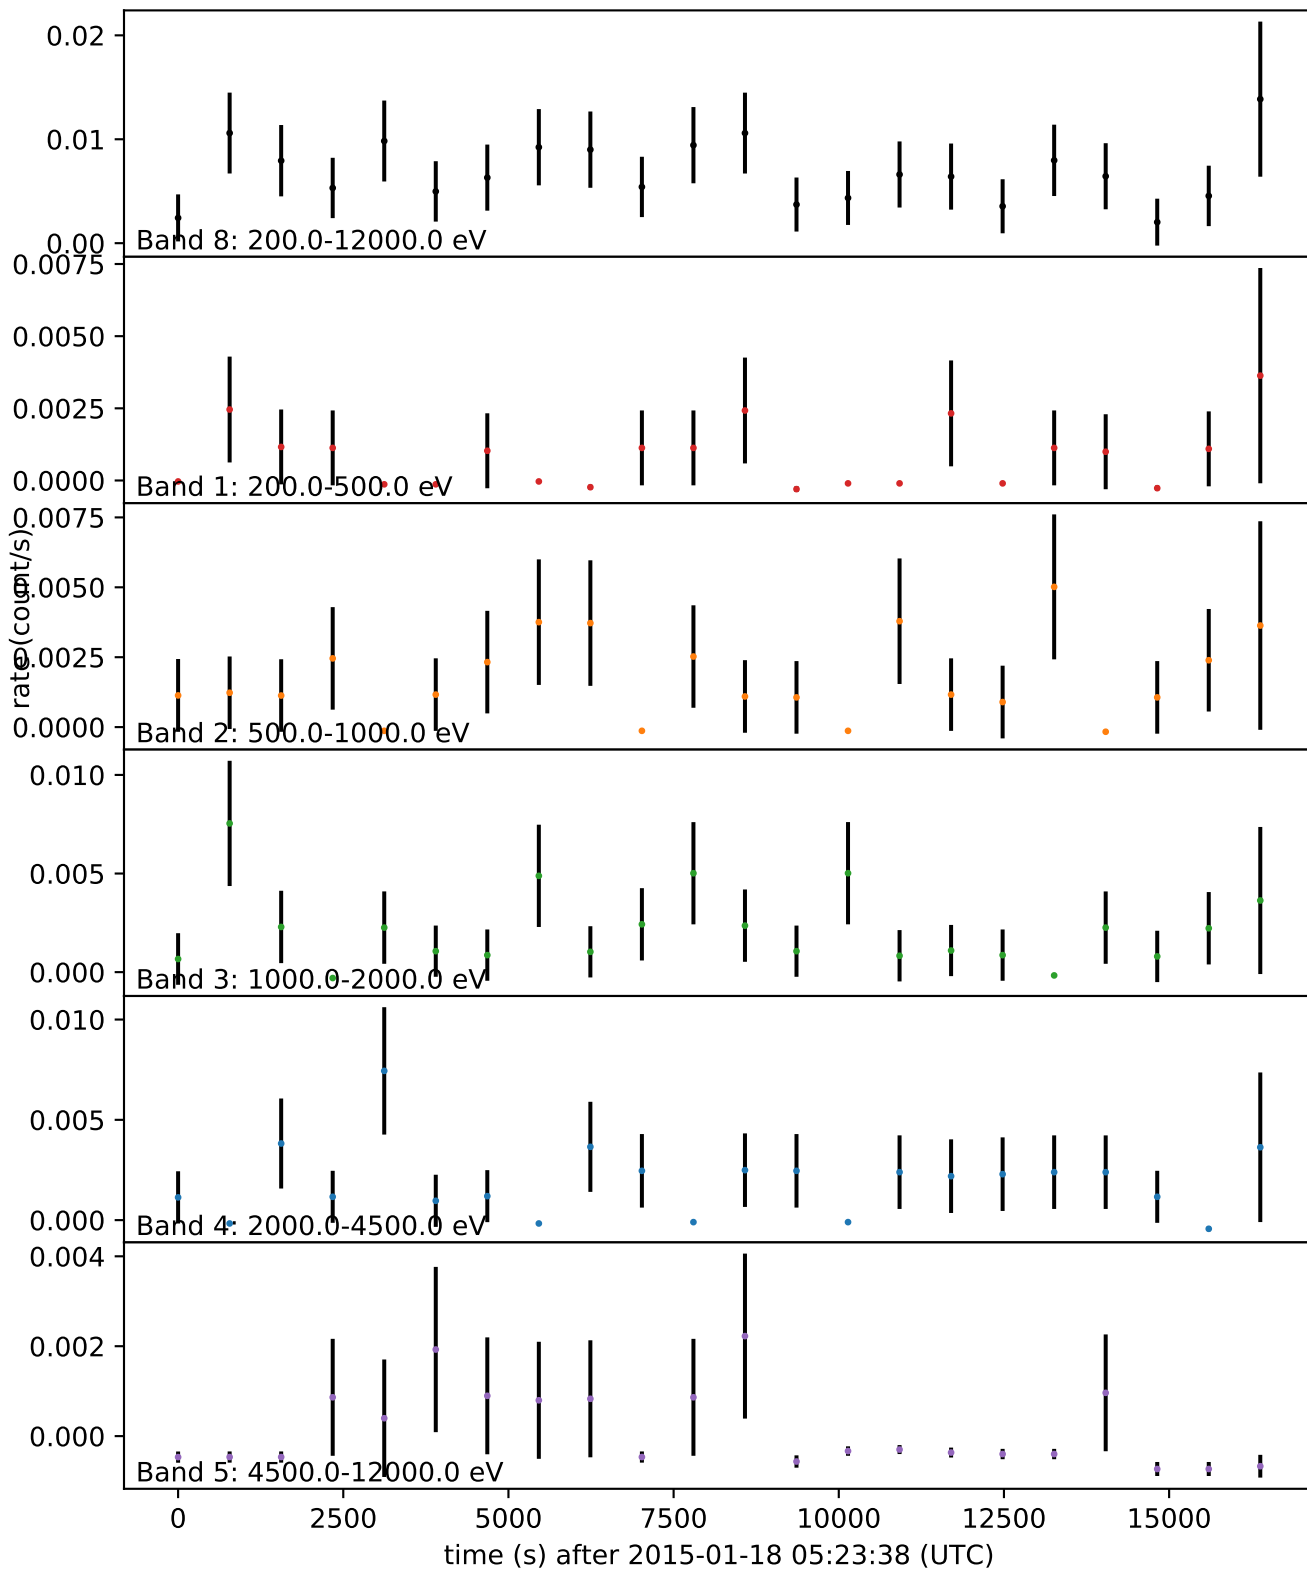 0.02
0.01
0.00
Band 8: 200.0-12000.0 eV
0.0075
0.0050
0.0025
0.0000
Band 1: 200.0-500.0 eV
rate (count/s)
0.0075
0.0050
0.0025
0.0000
Band 2: 500.0-1000.0 eV
0.010
0.005
0.000
Band 3: 1000.0-2000.0 eV
0.010
0.005
0.000
Band 4: 2000.0-4500.0 eV
0.004
0.002
0.000
Band 5: 4500.0-12000.0 eV
0 2500 5000 7500 10000 12500 15000
time (s) after 2015-01-18 05:23:38 (UTC)